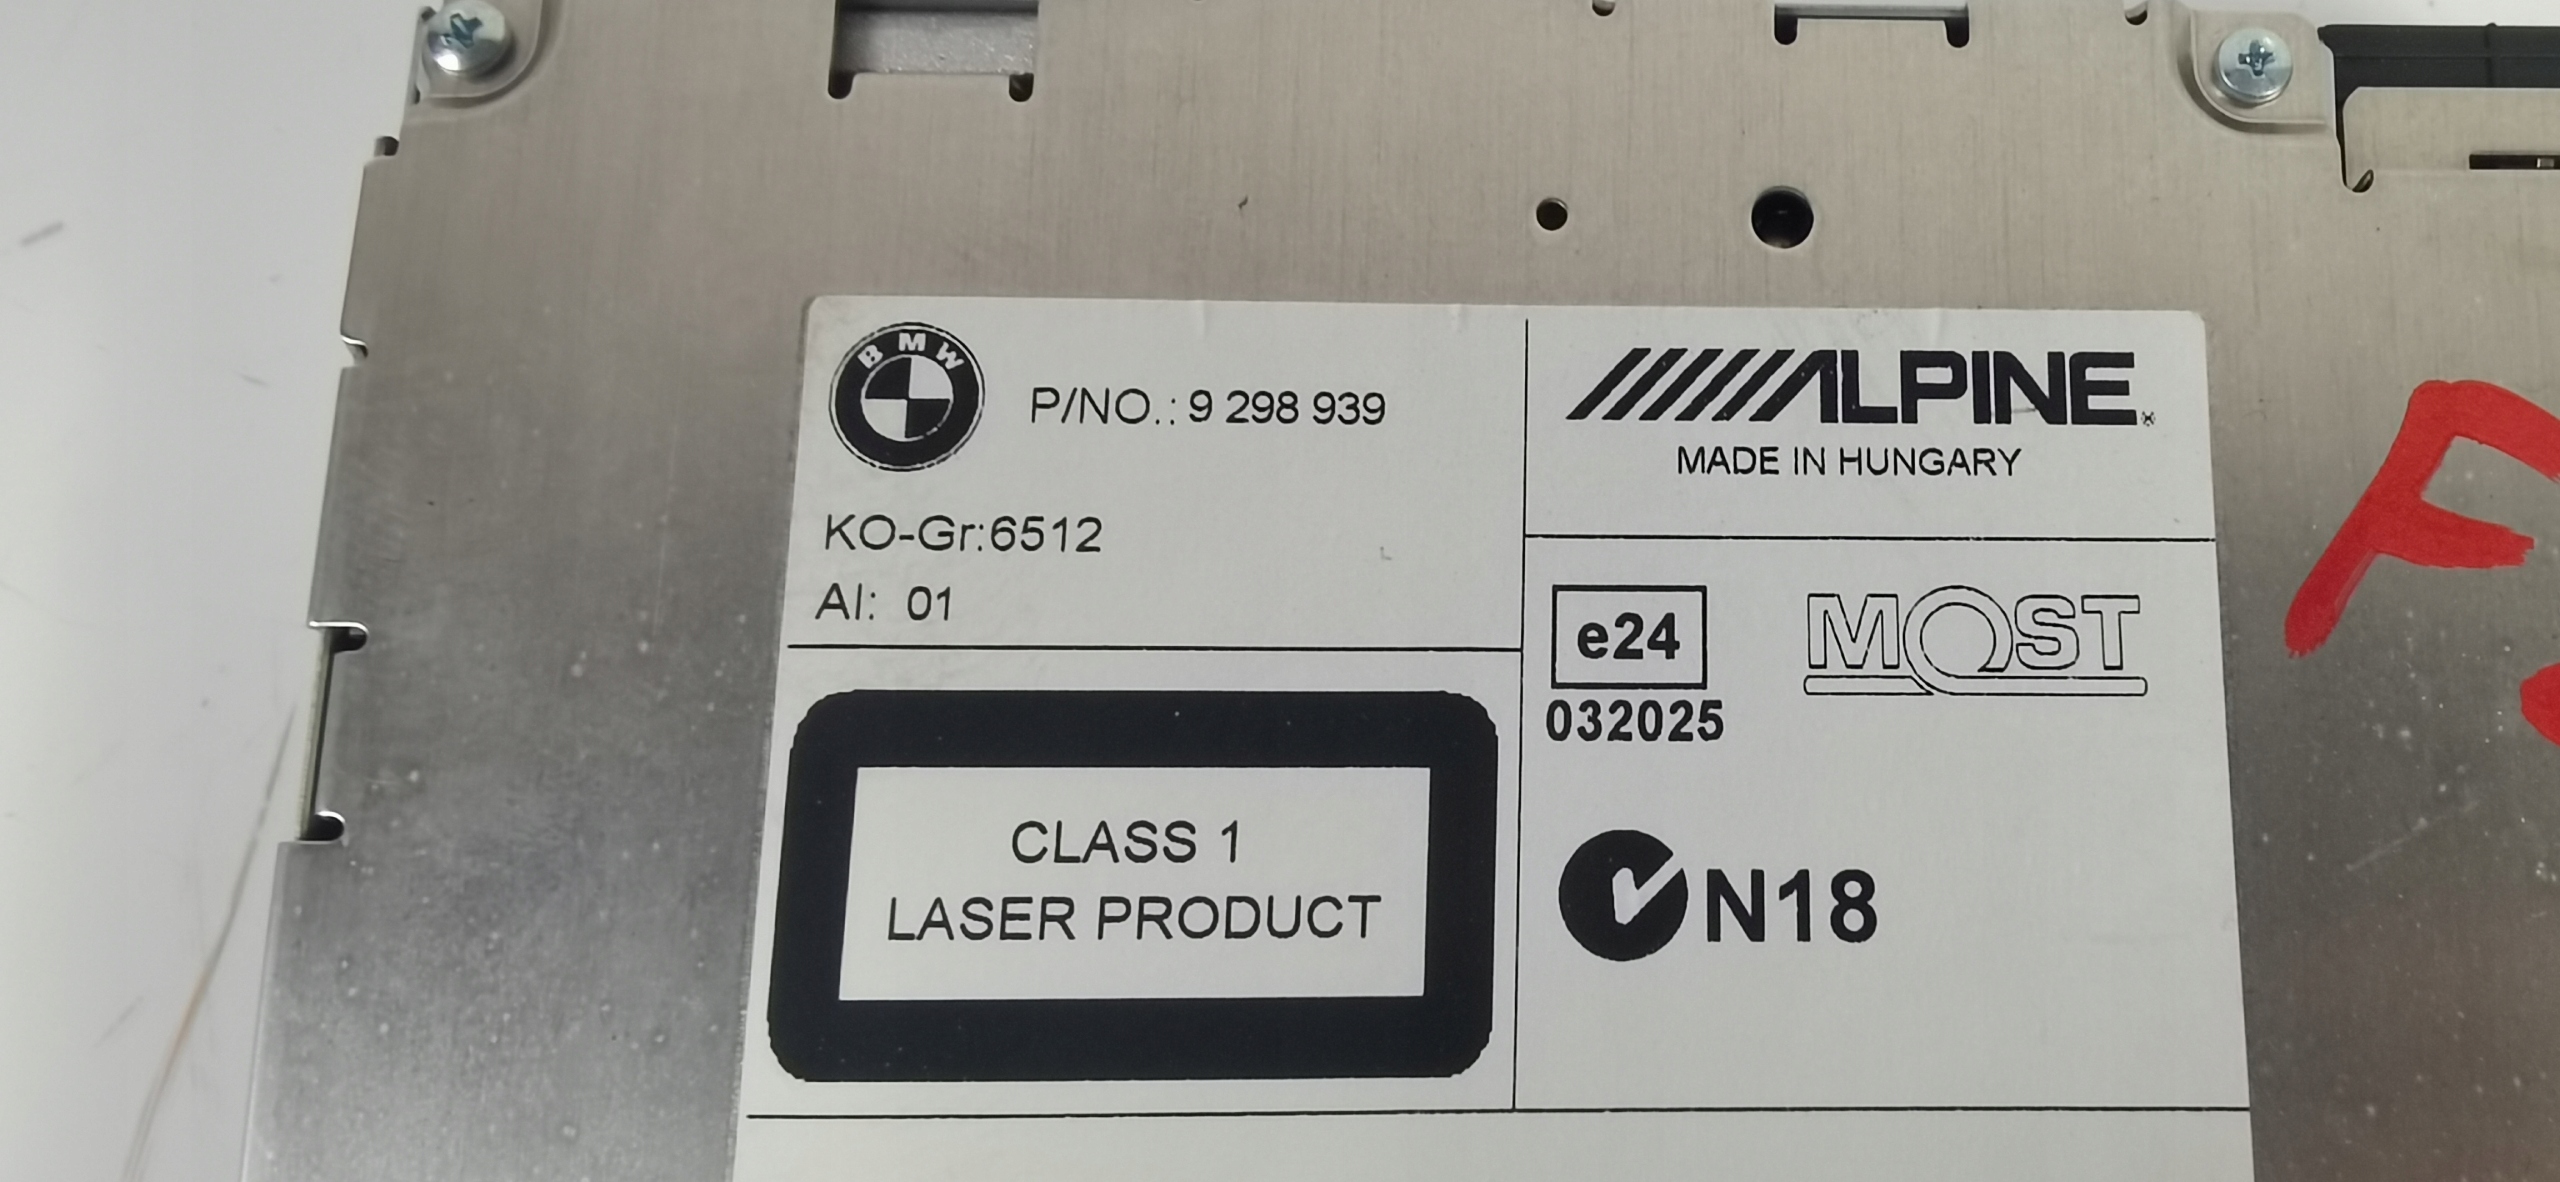 BMW
P/NO.: 9 298 939
KO-Gr:6512
AI: 01
CLASS 1
LASER PRODUCT
ALPINE
MADE IN HUNGARY
e24
032025
MOST
N18
F